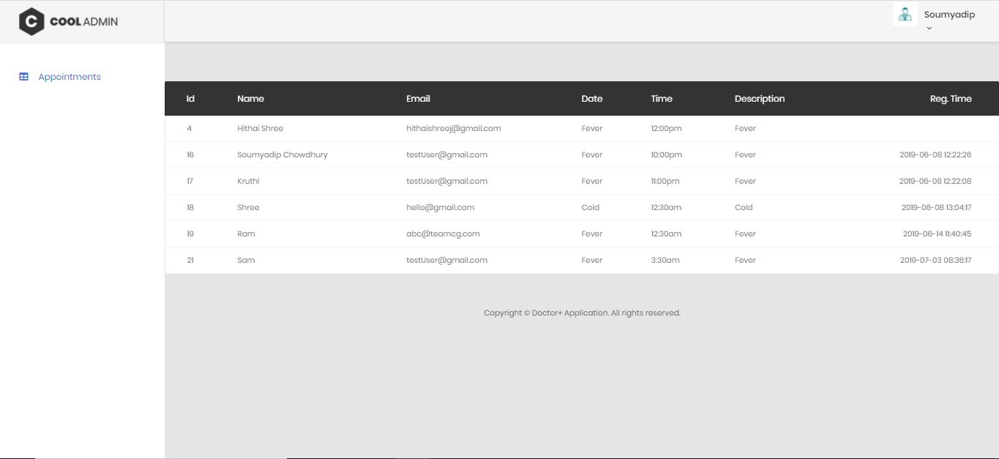 C COOL ADMIN
Soumyadip
Appointments
Id Name Email Date Time Description Reg. Time
4 Hithai Shree hithaishreej@gmail.com Fever 12:00pm Fever
16 Soumyadip Chowdhury testUser@gmail.com Fever 10:00pm Fever 2019-06-08 12:22:26
17 Kruthi testUser@gmail.com Fever 11:00pm Fever 2019-06-08 12:22:08
18 Shree hello@gmail.com Cold 12:30am Cold 2019-06-08 13:04:17
19 Ram abc@teamcg.com Fever 12:30am Fever 2019-06-14 11:40:45
21 Sam testUser@gmail.com Fever 3:30am Fever 2019-07-03 08:36:17
Copyright © Doctor+ Application. All rights reserved.